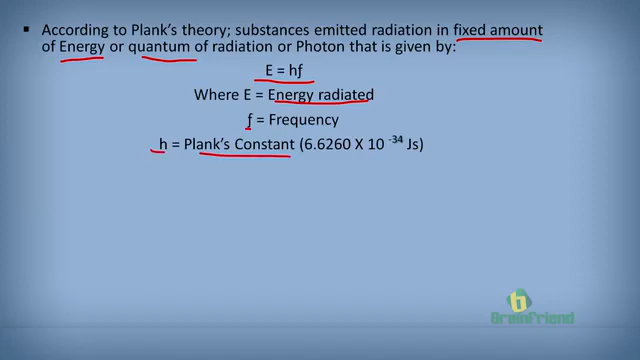 ▪ According to Plank's theory; substances emitted radiation in fixed amount
of Energy or quantum of radiation or Photon that is given by:
E = hƒ
Where E = Energy radiated
ƒ = Frequency
h = Plank's Constant (6.6260 X 10 ⁻³⁴ Js)
BrainFriend